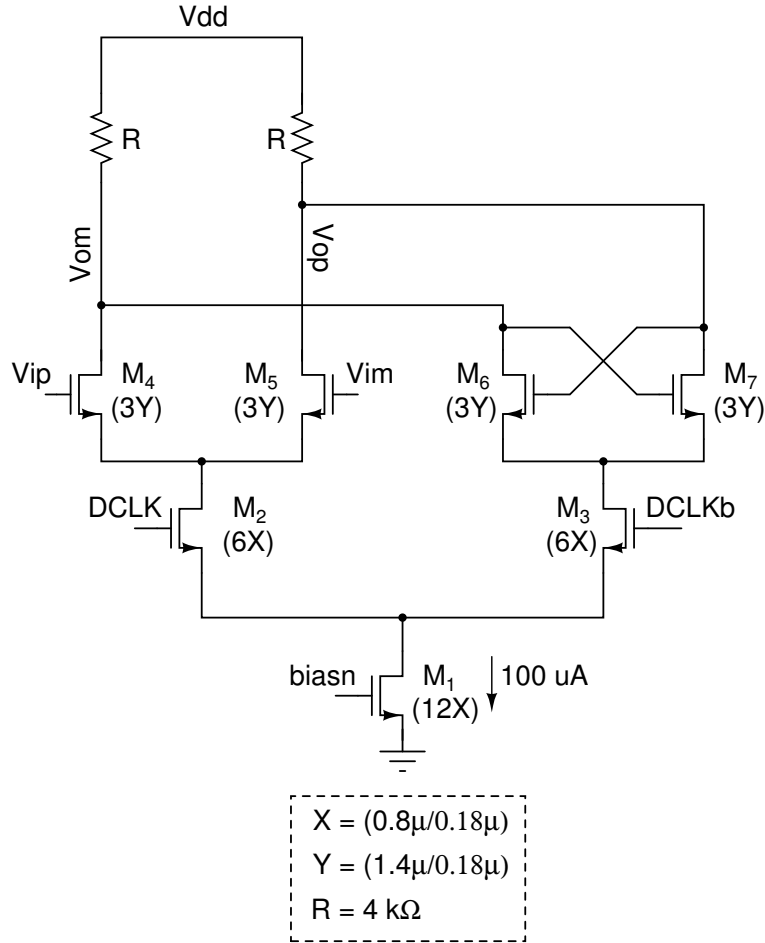 Vdd
R
R
Vom
Vop
Vip
M4
(3Y)
M5
(3Y)
Vim
M6
(3Y)
M7
(3Y)
DCLK
M2
(6X)
M3
(6X)
DCLKb
biasn
M1
(12X)
100 uA
X = (0.8μ/0.18μ)
Y = (1.4μ/0.18μ)
R = 4 kΩ